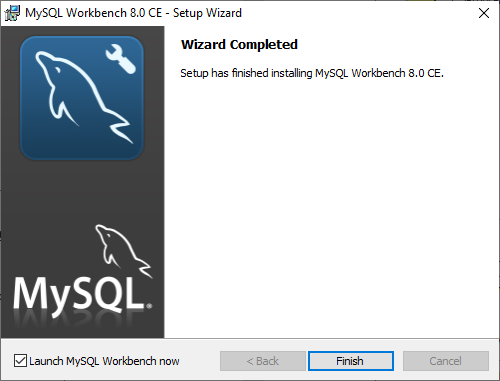 MySQL Workbench 8.0 CE - Setup Wizard
Wizard Completed
Setup has finished installing MySQL Workbench 8.0 CE.
MySQL®
Launch MySQL Workbench now
< Back
Finish
Cancel